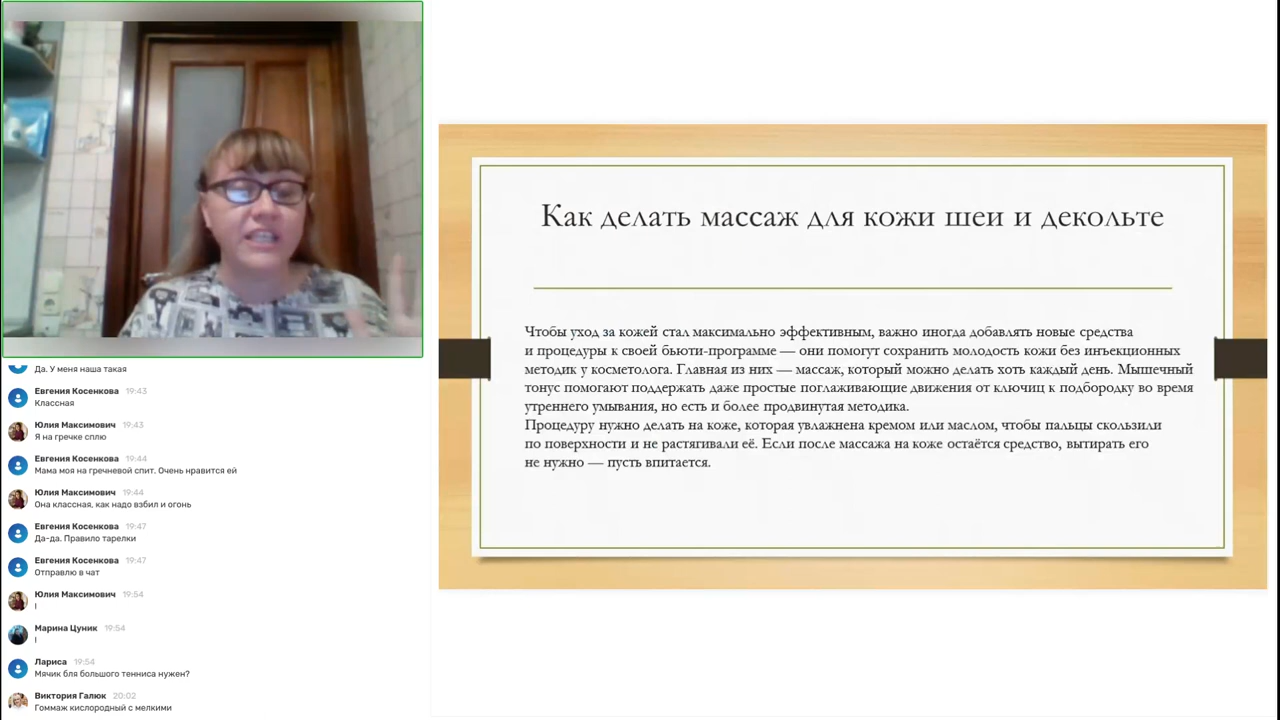 Да. У меня наша такая
Евгения Косенкова 19:43
Классная
Юлия Максимович 19:43
Я на гречке сплю
Евгения Косенкова 19:44
Мама моя на гречневой спит. Очень нравится ей
Юлия Максимович 19:44
Она классная, как надо взбил и огонь
Евгения Косенкова 19:47
Да-да. Правило тарелки
Евгения Косенкова 19:47
Отправлю в чат
Юлия Максимович 19:54
I
Марина Цуник 19:54
I
Лариса 19:54
Мячик бля большого тенниса нужен?
Виктория Галюк 20:02
Гоммаж кислородный с мелкими
Как делать массаж для кожи шеи и декольте
Чтобы уход за кожей стал максимально эффективным, важно иногда добавлять новые средства
и процедуры к своей бьюти-программе — они помогут сохранить молодость кожи без инъекционных
методик у косметолога. Главная из них — массаж, который можно делать хоть каждый день. Мышечный
тонус помогают поддержать даже простые поглаживающие движения от ключиц к подбородку во время
утреннего умывания, но есть и более продвинутая методика.
Процедуру нужно делать на коже, которая увлажнена кремом или маслом, чтобы пальцы скользили
по поверхности и не растягивали её. Если после массажа на коже остаётся средство, вытирать его
не нужно — пусть впитается.